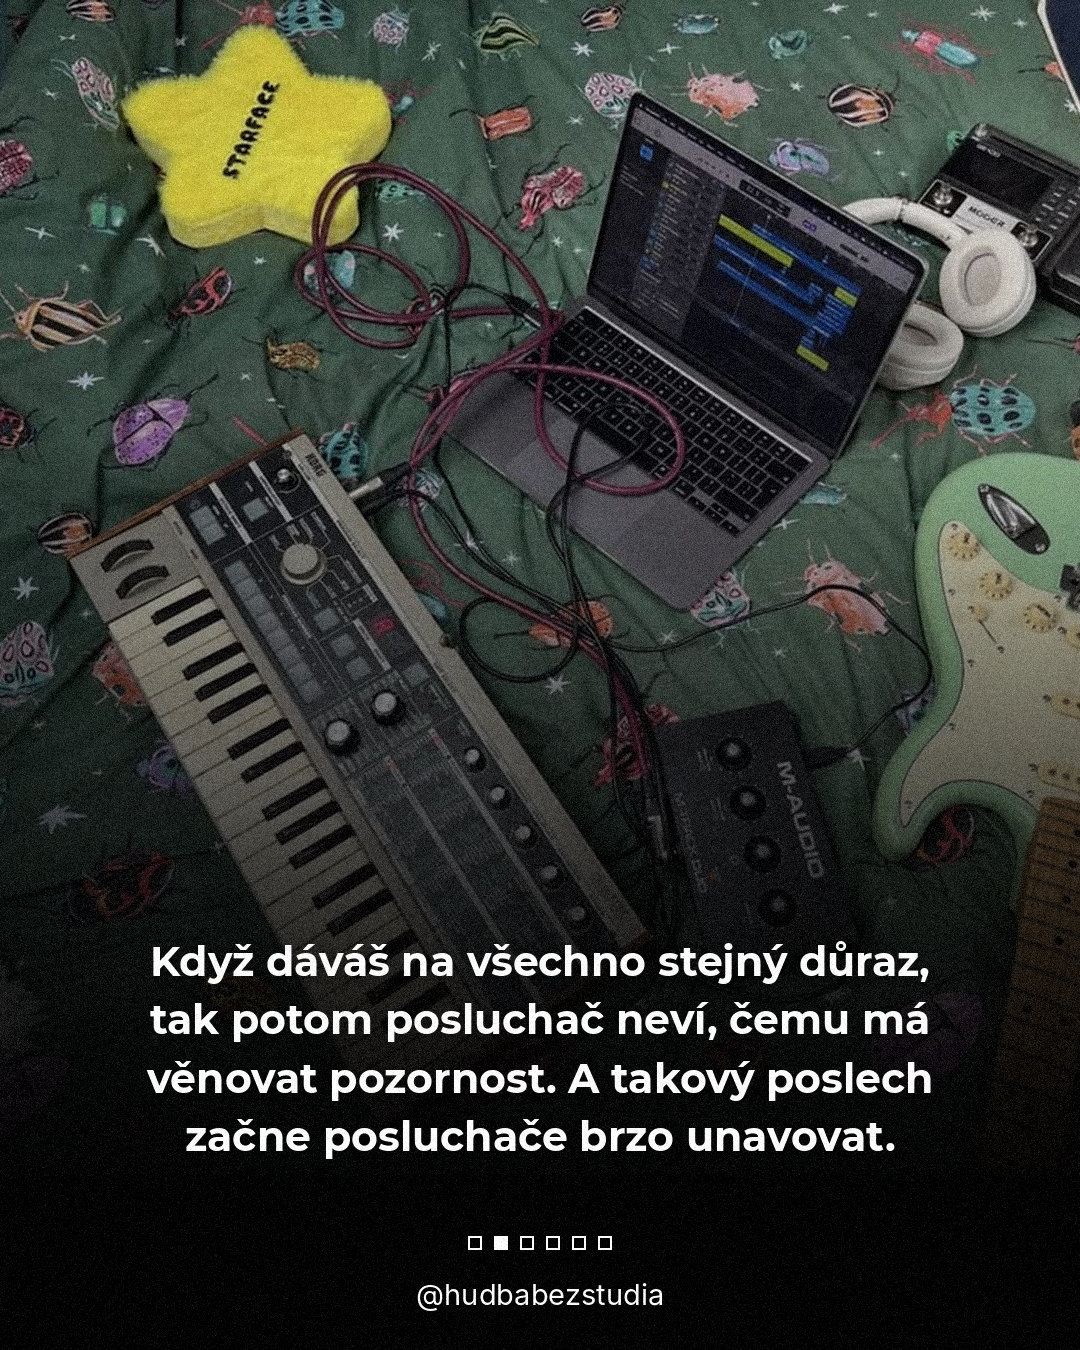 STARFACE
MOOER
KORG
M-AUDIO
Když dáváš na všechno stejný důraz,
tak potom posluchač neví, čemu má
věnovat pozornost. A takový poslech
začne posluchače brzo unavovat.
@hudbabezstudia